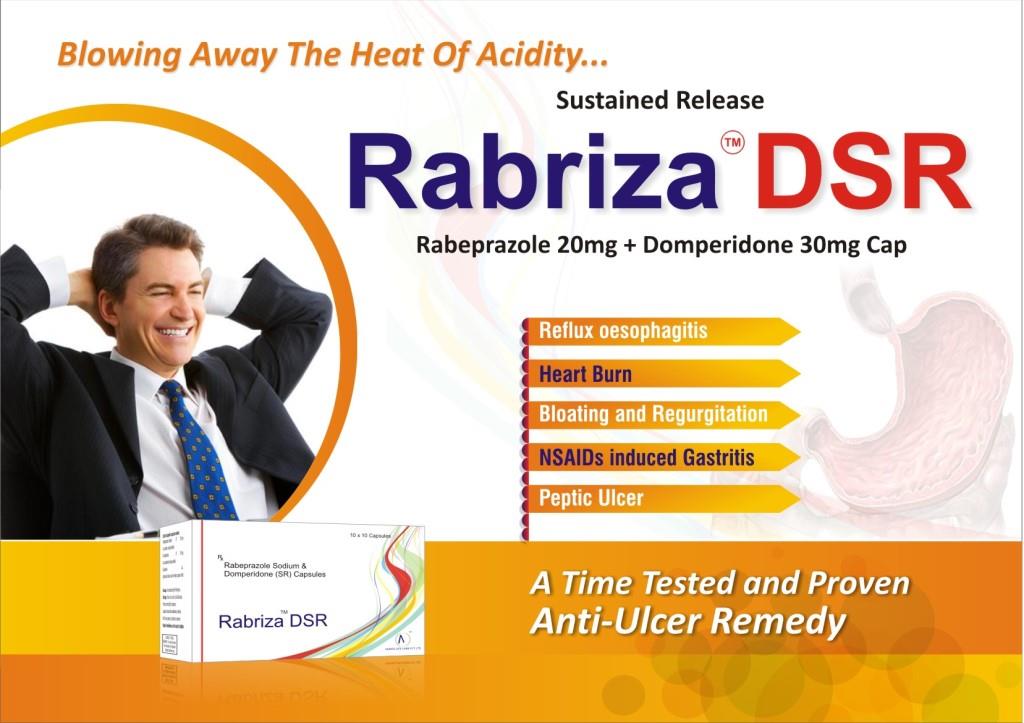 Blowing Away The Heat Of Acidity...
Sustained Release
Rabriza™ DSR
Rabeprazole 20mg + Domperidone 30mg Cap
Reflux oesophagitis
Heart Burn
Bloating and Regurgitation
NSAIDs induced Gastritis
Peptic Ulcer
10 x 10 Capsules
Rx
Rabeprazole Sodium &
Domperidone (SR) Capsules
Rabriza™ DSR
A Time Tested and Proven
Anti-Ulcer Remedy